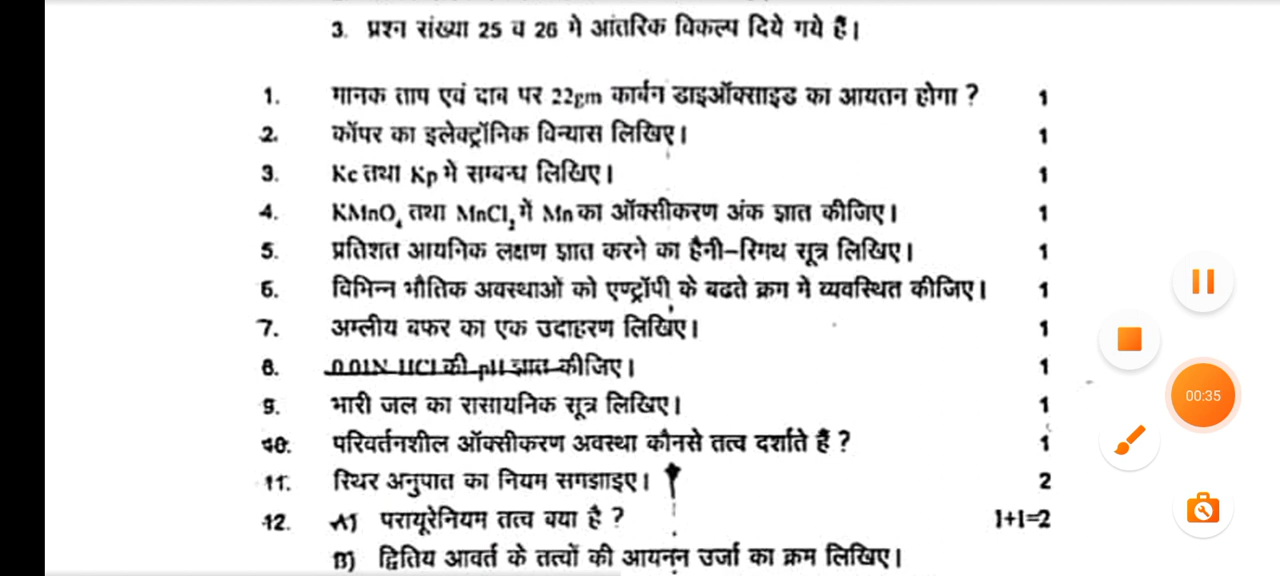 3. प्रश्न संख्या 25 व 26 मे आंतरिक विकल्प दिये गये हैं।
1. मानक ताप एवं दाब पर 22gm कार्बन डाइऑक्साइड का आयतन होगा ? 1
2. कॉपर का इलेक्ट्रॉनिक विन्यास लिखिए। 1
3. Kc तथा Kp मे सम्बन्ध लिखिए। 1
4. KMnO₄ तथा MnCl₂ में Mn का ऑक्सीकरण अंक ज्ञात कीजिए। 1
5. प्रतिशत आयनिक लक्षण ज्ञात करने का हैनी–स्मिथ सूत्र लिखिए। 1
6. विभिन्न भौतिक अवस्थाओं को एण्ट्रॉपी के बढते क्रम मे व्यवस्थित कीजिए। 1
7. अम्लीय बफर का एक उदाहरण लिखिए। 1
8. 0.01N HCl की pH ज्ञात कीजिए। 1
9. भारी जल का रासायनिक सूत्र लिखिए। 1
10. परिवर्तनशील ऑक्सीकरण अवस्था कौनसे तत्व दर्शाते हैं ? 1
11. स्थिर अनुपात का नियम समझाइए। 2
12. A) परायूरेनियम तत्व क्या है ? 1+1=2
B) द्वितिय आवर्त के तत्वों की आयनन उर्जा का क्रम लिखिए।
00:35